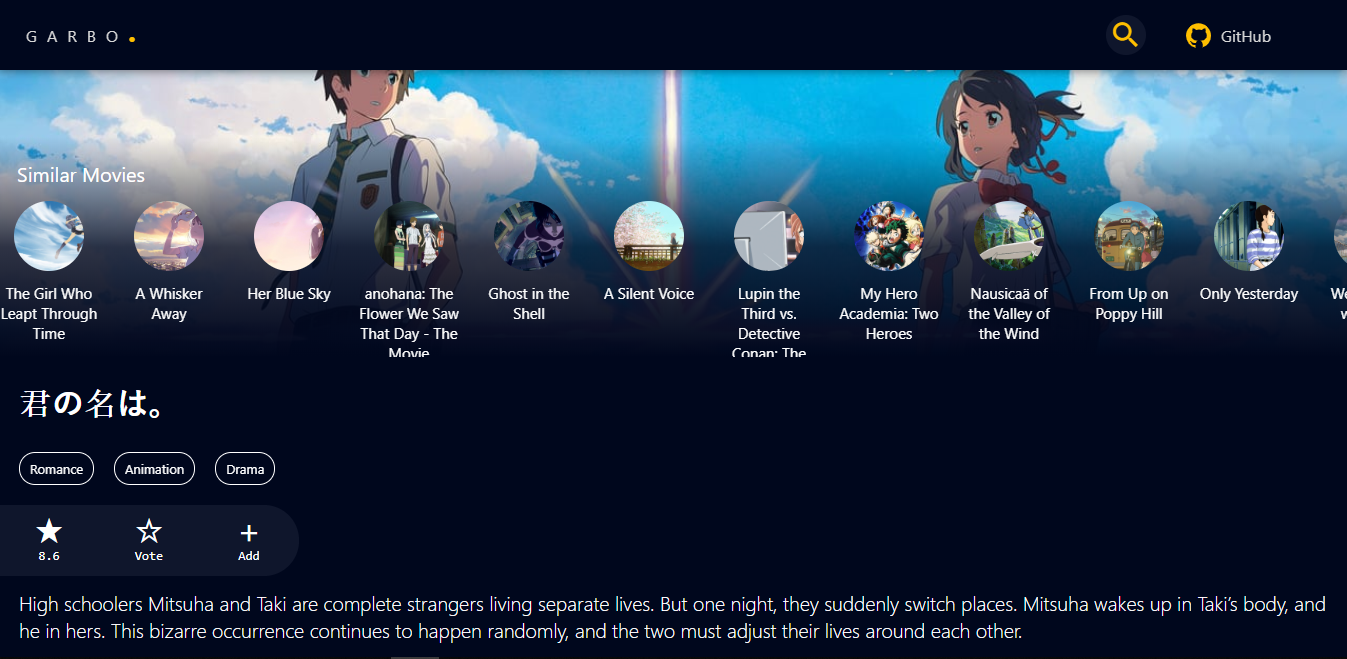 GARBO.
GitHub
Similar Movies
The Girl Who
Leapt Through
Time
A Whisker
Away
Her Blue Sky
anohana: The
Flower We Saw
That Day - The
Movie
Ghost in the
Shell
A Silent Voice
Lupin the
Third vs.
Detective
Conan: The
My Hero
Academia: Two
Heroes
Nausicaä of
the Valley of
the Wind
From Up on
Poppy Hill
Only Yesterday
君の名は。
Romance
Animation
Drama
8.6
Vote
Add
High schoolers Mitsuha and Taki are complete strangers living separate lives. But one night, they suddenly switch places. Mitsuha wakes up in Taki’s body, and
he in hers. This bizarre occurrence continues to happen randomly, and the two must adjust their lives around each other.